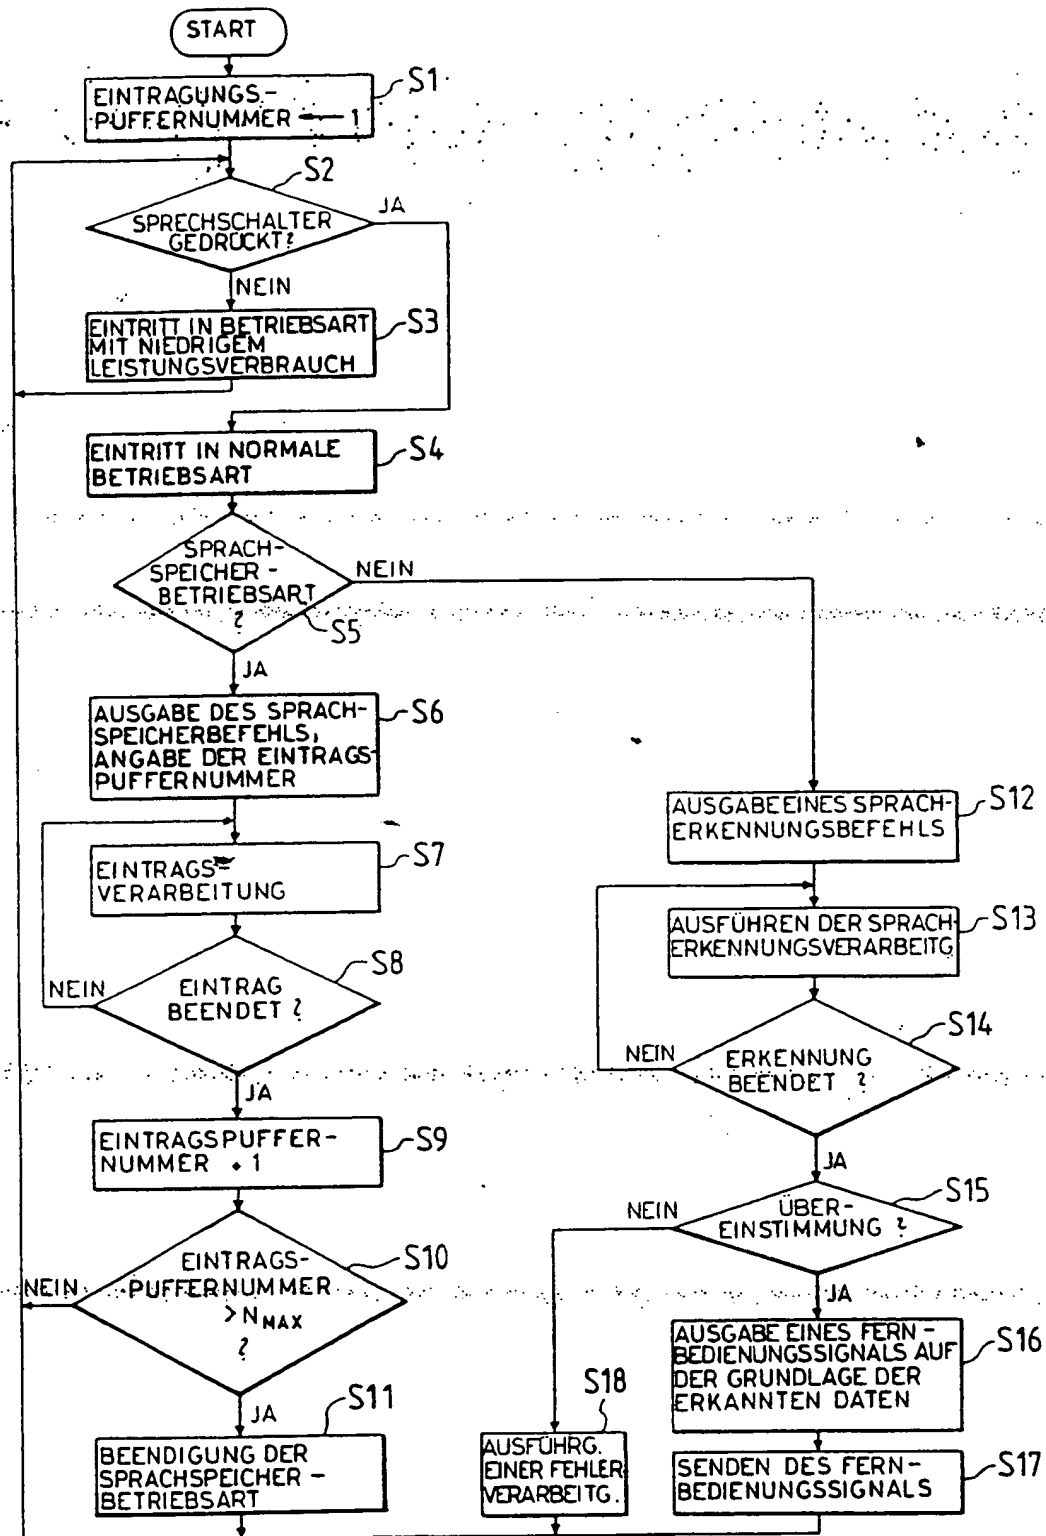 START
S1
EINTRAGUNGS-
PUFFERNUMMER ← 1
S2
SPRECHSCHALTER
GEDRÜCKT?
JA
NEIN
S3
EINTRITT IN BETRIEBSART
MIT NIEDRIGEM
LEISTUNGSVERBRAUCH
S4
EINTRITT IN NORMALE
BETRIEBSART
SPRACH-
SPEICHER-
BETRIEBSART
?
S5
NEIN
JA
S6
AUSGABE DES SPRACH-
SPEICHERBEFEHLS,
ANGABE DER EINTRAGS-
PUFFERNUMMER
S7
EINTRAGS-
VERARBEITUNG
S8
EINTRAG
BEENDET ?
NEIN
JA
S9
EINTRAGSPUFFER-
NUMMER + 1
S10
EINTRAGS-
PUFFERNUMMER
> NMAX
?
NEIN
JA
S11
BEENDIGUNG DER
SPRACHSPEICHER-
BETRIEBSART
S12
AUSGABE EINES SPRACH-
ERKENNUNGSBEFEHLS
S13
AUSFÜHREN DER SPRACH-
ERKENNUNGSVERARBEITG
S14
ERKENNUNG
BEENDET ?
NEIN
JA
S15
ÜBER-
EINSTIMMUNG ?
NEIN
JA
S16
AUSGABE EINES FERN-
BEDIENUNGSSIGNALS AUF
DER GRUNDLAGE DER
ERKANNTEN DATEN
S17
SENDEN DES FERN-
BEDIENUNGSSIGNALS
S18
AUSFÜHRG.
EINER FEHLER
VERARBEITG.